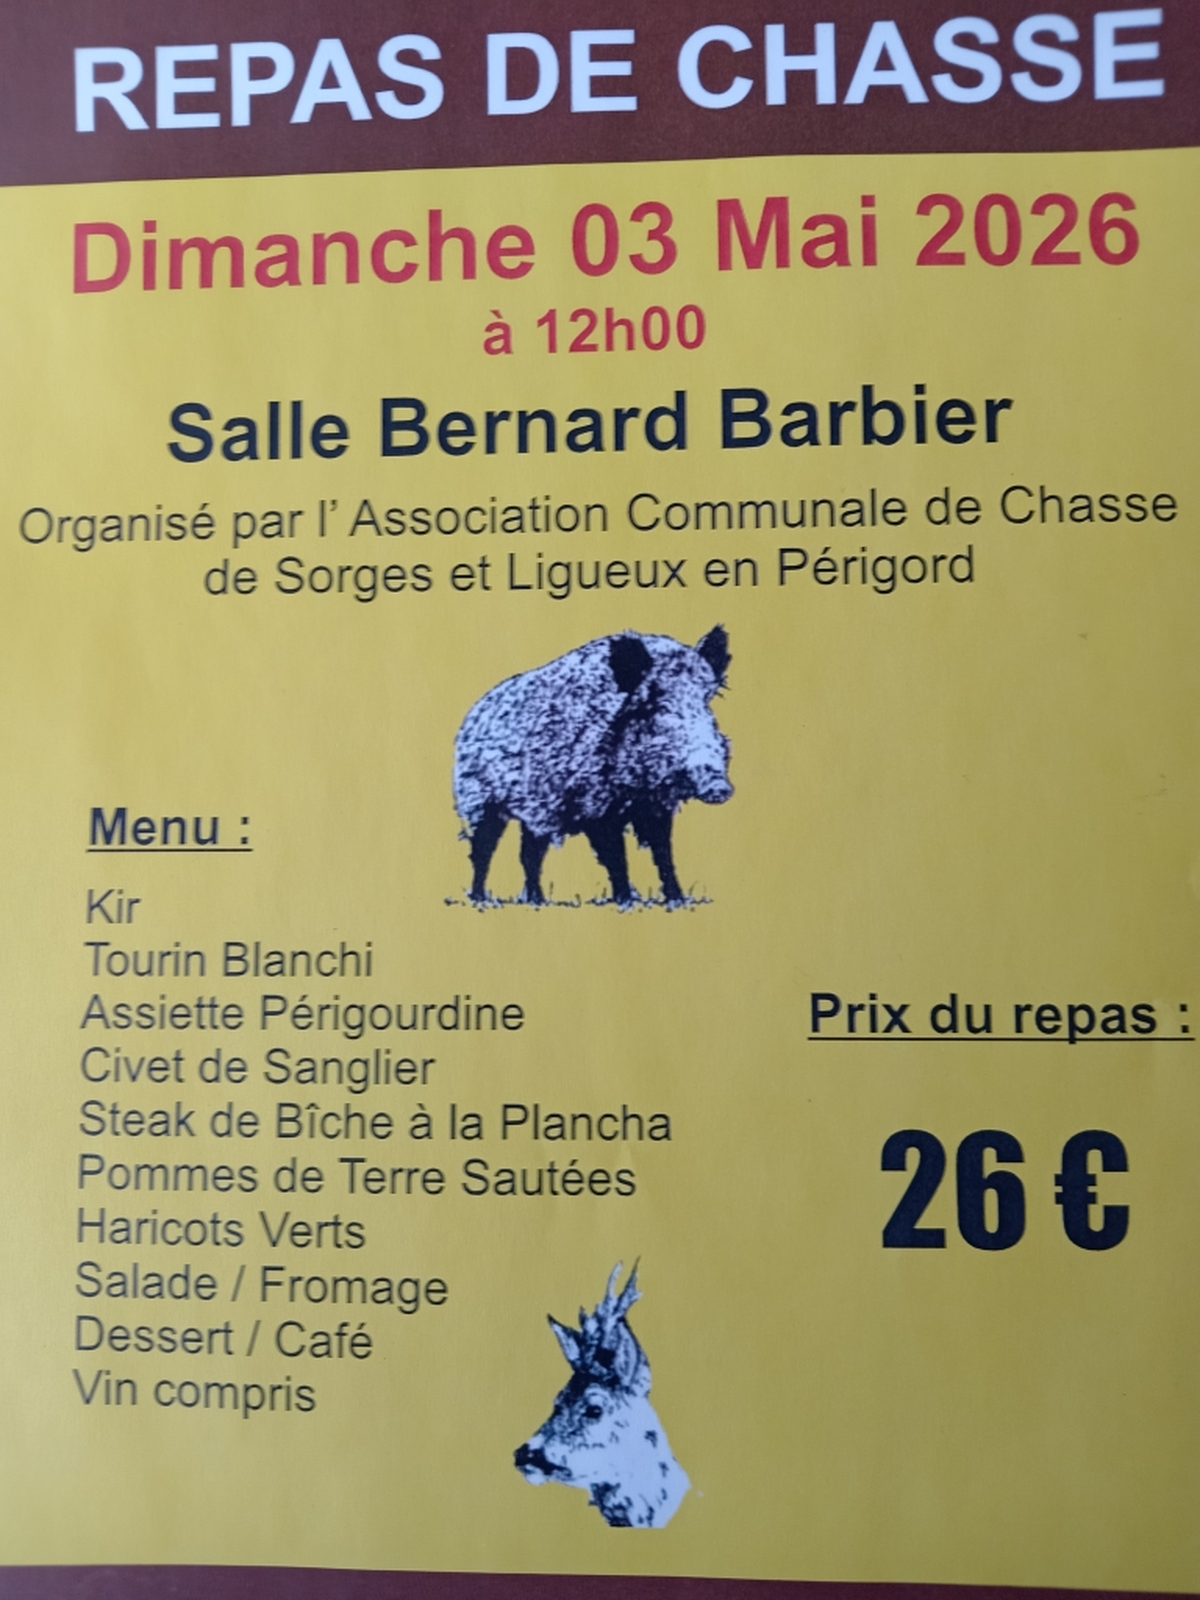 REPAS DE CHASSE
Dimanche 03 Mai 2026
à 12h00
Salle Bernard Barbier
Organisé par l' Association Communale de Chasse
de Sorges et Ligueux en Périgord
Menu :
Kir
Tourin Blanchi
Assiette Périgourdine
Civet de Sanglier
Steak de Bîche à la Plancha
Pommes de Terre Sautées
Haricots Verts
Salade / Fromage
Dessert / Café
Vin compris
Prix du repas :
26 €